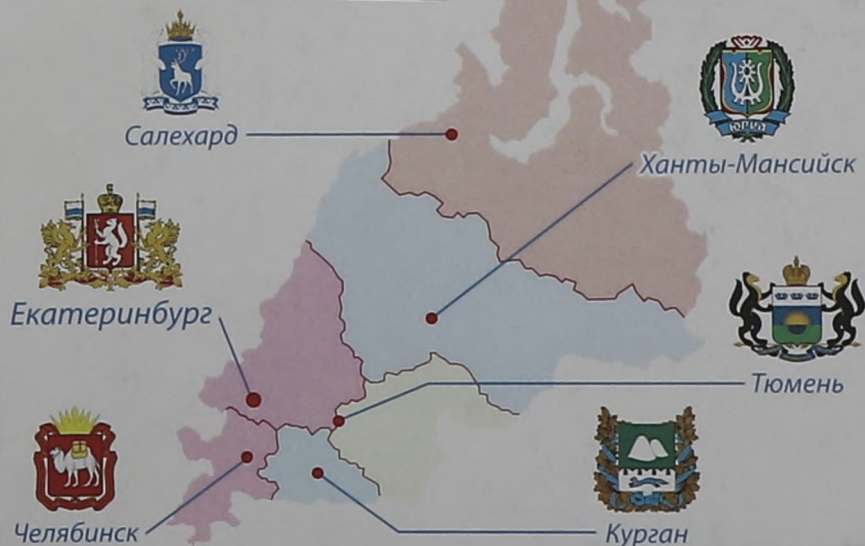 Салехард
Ханты-Мансийск
Екатеринбург
Тюмень
Челябинск
Курган